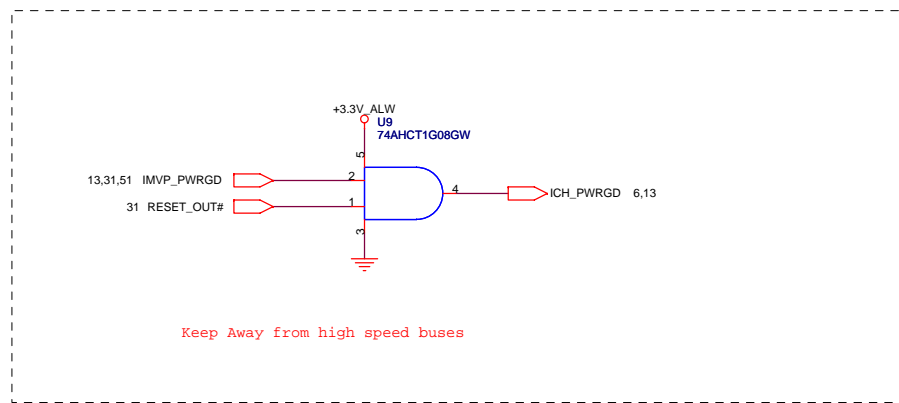 +3.3V_ALW
U9
74AHCT1G08GW
5
13,31,51 IMVP_PWRGD 2
4 ICH_PWRGD 6,13
31 RESET_OUT# 1
3
Keep Away from high speed buses